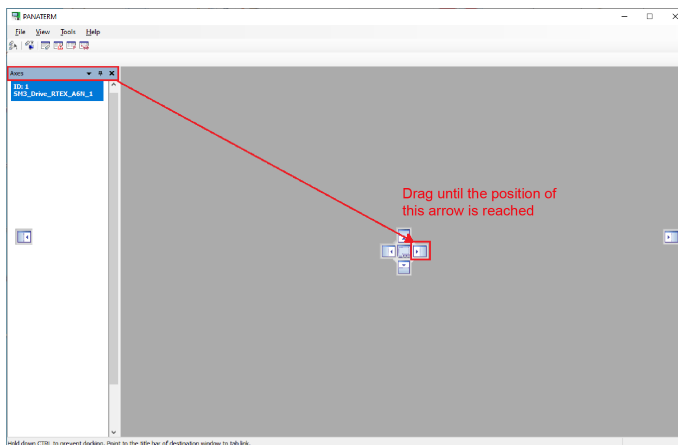 PANATERM
File View Tools Help
Axes
ID: 1
SM3_Drive_RTEX_A6N_1
Drag until the position of
this arrow is reached
Hold down CTRL to prevent docking. Point to the title bar of destination window to tab link.